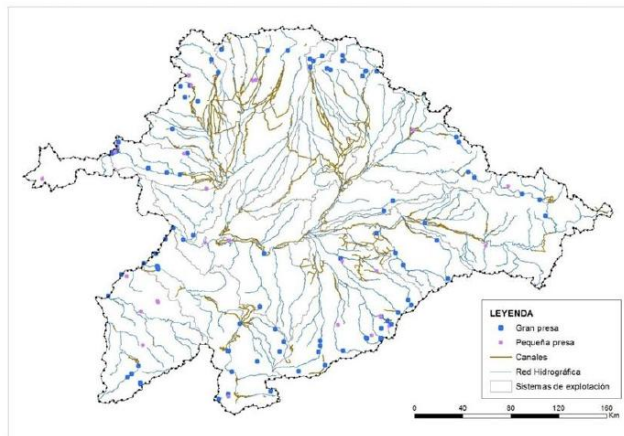 LEYENDA
Gran presa
Pequeña presa
Canales
Red Hidrográfica
Sistemas de explotación
0 40 80 120 160
Km